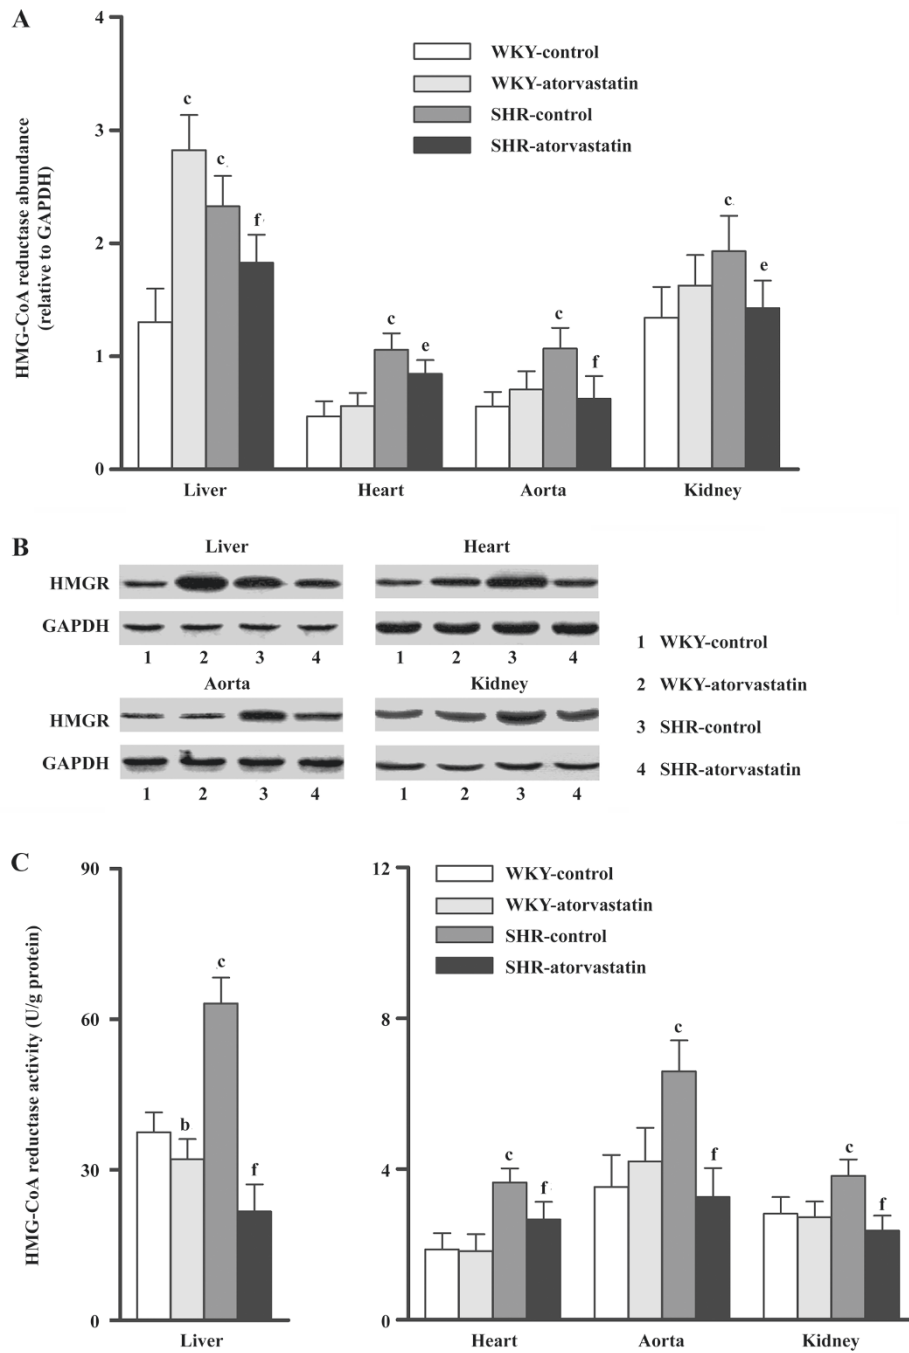 A
4
3
2
1
0
HMG-CoA reductase abundance
(relative to GAPDH)
WKY-control
WKY-atorvastatin
SHR-control
SHR-atorvastatin
c
c
f
c
e
c
f
c
e
Liver
Heart
Aorta
Kidney
B
Liver
Heart
HMGR
GAPDH
1 2 3 4
1 2 3 4
Aorta
Kidney
HMGR
GAPDH
1 2 3 4
1 2 3 4
1 WKY-control
2 WKY-atorvastatin
3 SHR-control
4 SHR-atorvastatin
C
90
60
30
0
HMG-CoA reductase activity (U/g protein)
b
c
f
Liver
12
8
4
0
WKY-control
WKY-atorvastatin
SHR-control
SHR-atorvastatin
c
f
c
f
c
f
Heart
Aorta
Kidney